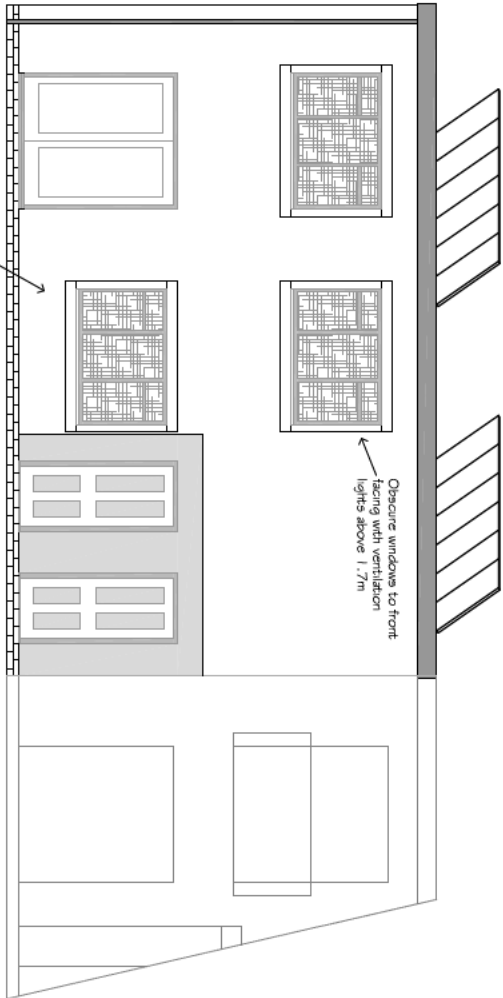 Obscure windows to front
facing with ventilation
lights above 1.7m